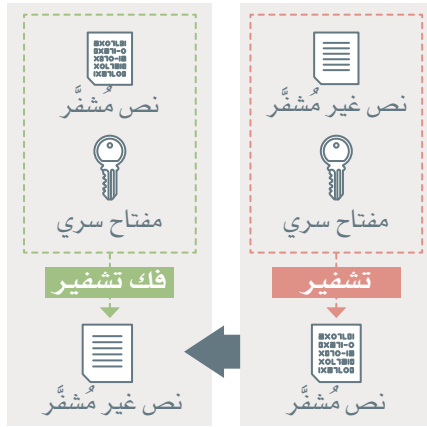 نص غير مُشفَّر
مفتاح سري
تشفير
نص مُشفَّر
نص مُشفَّر
مفتاح سري
فك تشفير
نص غير مُشفَّر